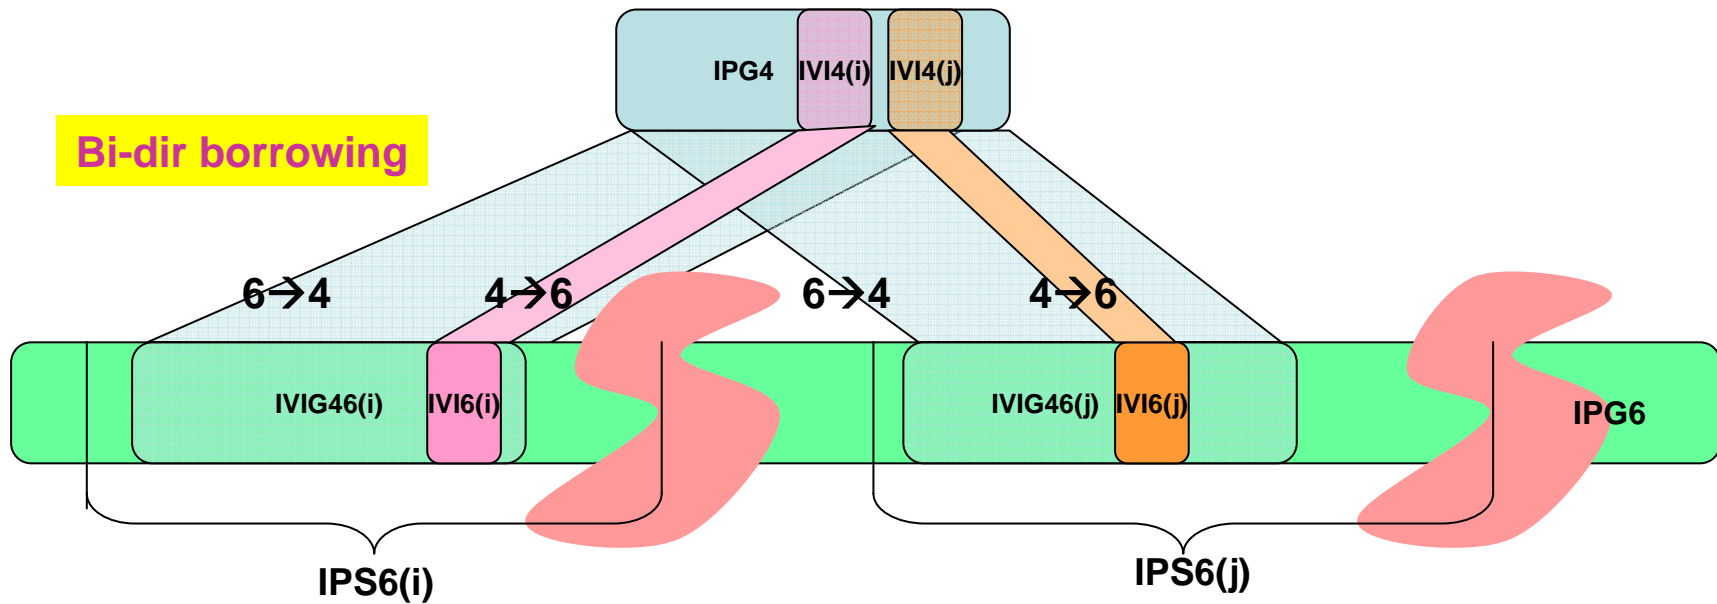 IPG4 IVI4(i) IVI4(j)
Bi-dir borrowing
6→4 4→6 6→4 4→6
IVIG46(i) IVI6(i) IVIG46(j) IVI6(j) IPG6
IPS6(i) IPS6(j)